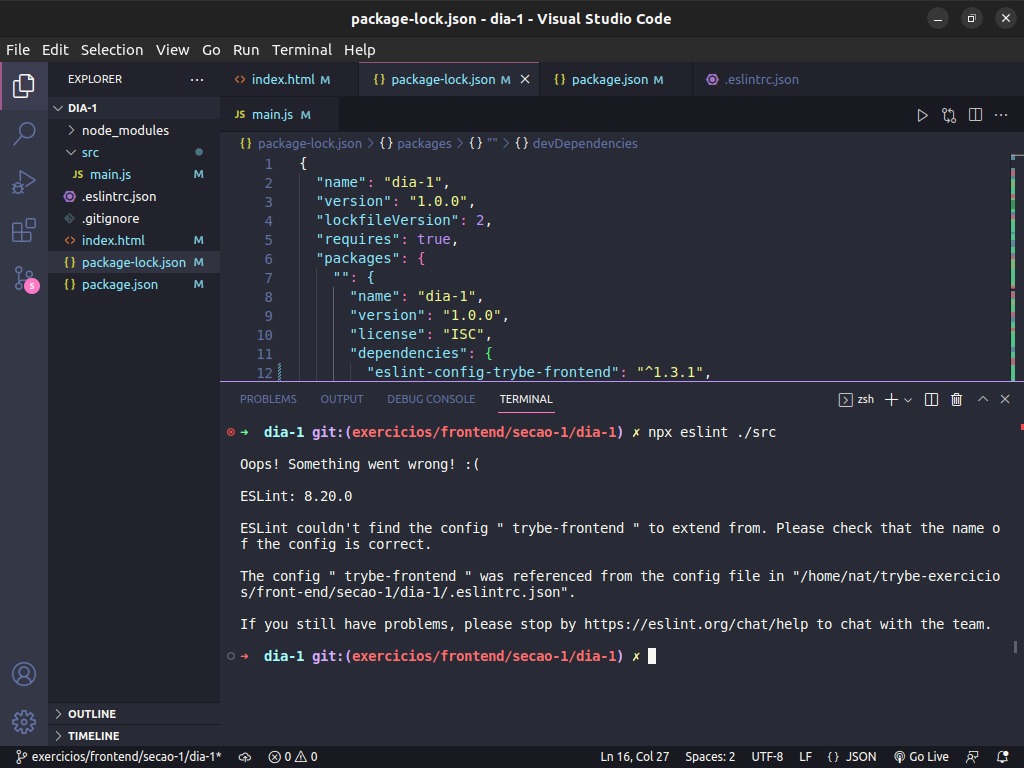 package-lock.json - dia-1 - Visual Studio Code
File Edit Selection View Go Run Terminal Help
EXPLORER
index.html M
{} package-lock.json M
{} package.json M
.eslintrc.json
DIA-1
node_modules
src
JS main.js M
.eslintrc.json
.gitignore
<> index.html M
{} package-lock.json M
{} package.json M
5
OUTLINE
TIMELINE
JS main.js M
{} package-lock.json > {} packages > {} "" > {} devDependencies
1 {
2 "name": "dia-1",
3 "version": "1.0.0",
4 "lockfileVersion": 2,
5 "requires": true,
6 "packages": {
7 "": {
8 "name": "dia-1",
9 "version": "1.0.0",
10 "license": "ISC",
11 "dependencies": {
12 "eslint-config-trybe-frontend": "^1.3.1",
PROBLEMS OUTPUT DEBUG CONSOLE TERMINAL zsh
➜ dia-1 git:(exercicios/frontend/secao-1/dia-1) ✗ npx eslint ./src
Oops! Something went wrong! :(
ESLint: 8.20.0
ESLint couldn't find the config " trybe-frontend " to extend from. Please check that the name o
f the config is correct.
The config " trybe-frontend " was referenced from the config file in "/home/nat/trybe-exercicio
s/front-end/secao-1/dia-1/.eslintrc.json".
If you still have problems, please stop by https://eslint.org/chat/help to chat with the team.
➜ dia-1 git:(exercicios/frontend/secao-1/dia-1) ✗
exercicios/frontend/secao-1/dia-1* 0 0 Ln 16, Col 27 Spaces: 2 UTF-8 LF {} JSON Go Live